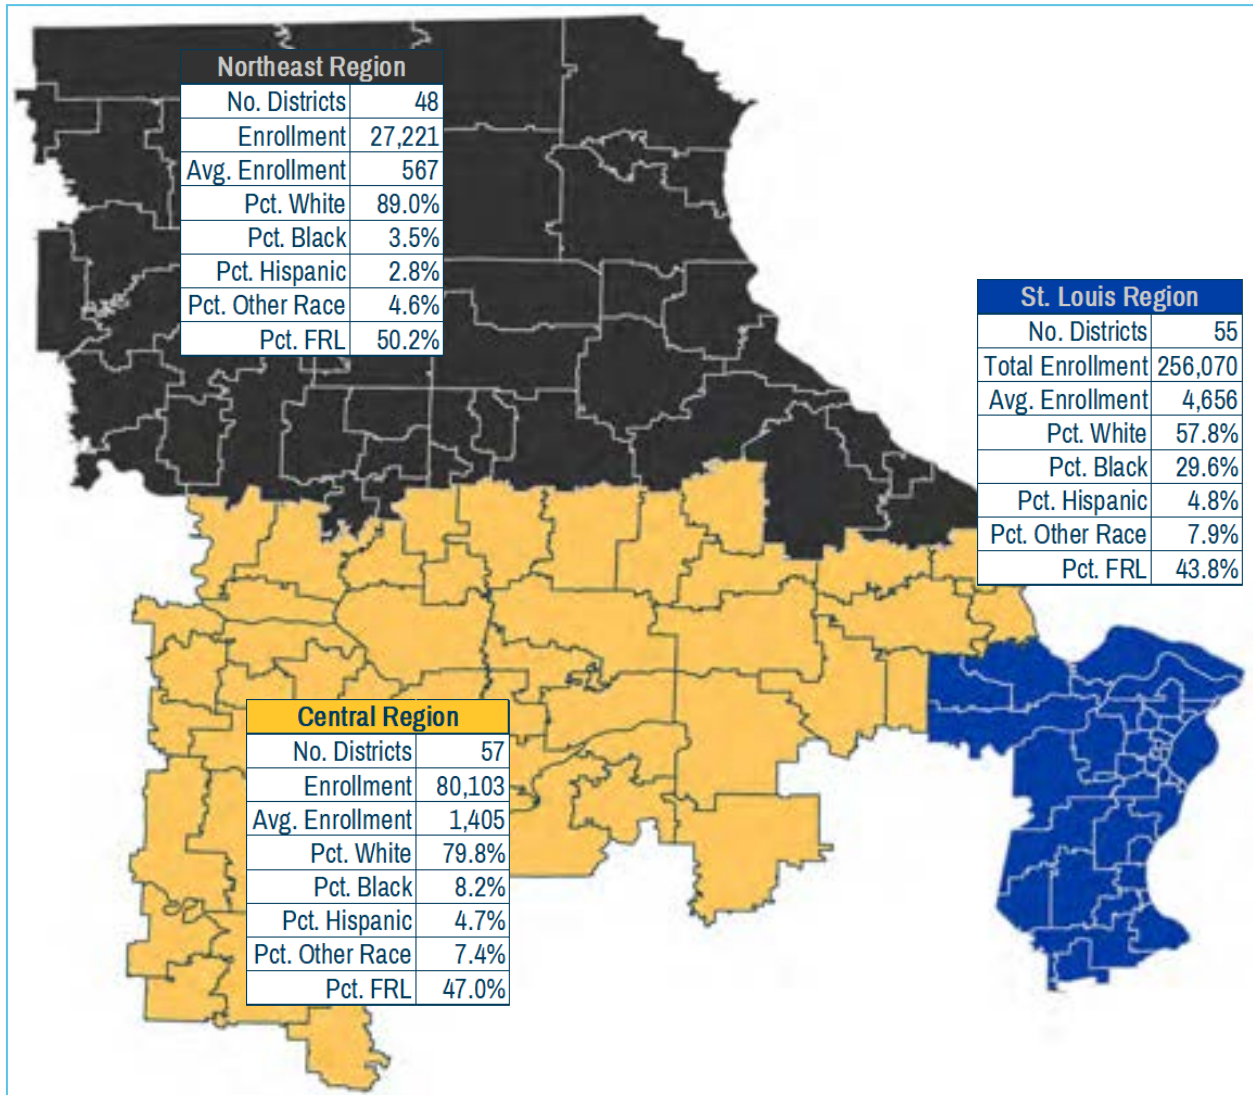 Northeast Region
No. Districts 48
Enrollment 27,221
Avg. Enrollment 567
Pct. White 89.0%
Pct. Black 3.5%
Pct. Hispanic 2.8%
Pct. Other Race 4.6%
Pct. FRL 50.2%
St. Louis Region
No. Districts 55
Total Enrollment 256,070
Avg. Enrollment 4,656
Pct. White 57.8%
Pct. Black 29.6%
Pct. Hispanic 4.8%
Pct. Other Race 7.9%
Pct. FRL 43.8%
Central Region
No. Districts 57
Enrollment 80,103
Avg. Enrollment 1,405
Pct. White 79.8%
Pct. Black 8.2%
Pct. Hispanic 4.7%
Pct. Other Race 7.4%
Pct. FRL 47.0%